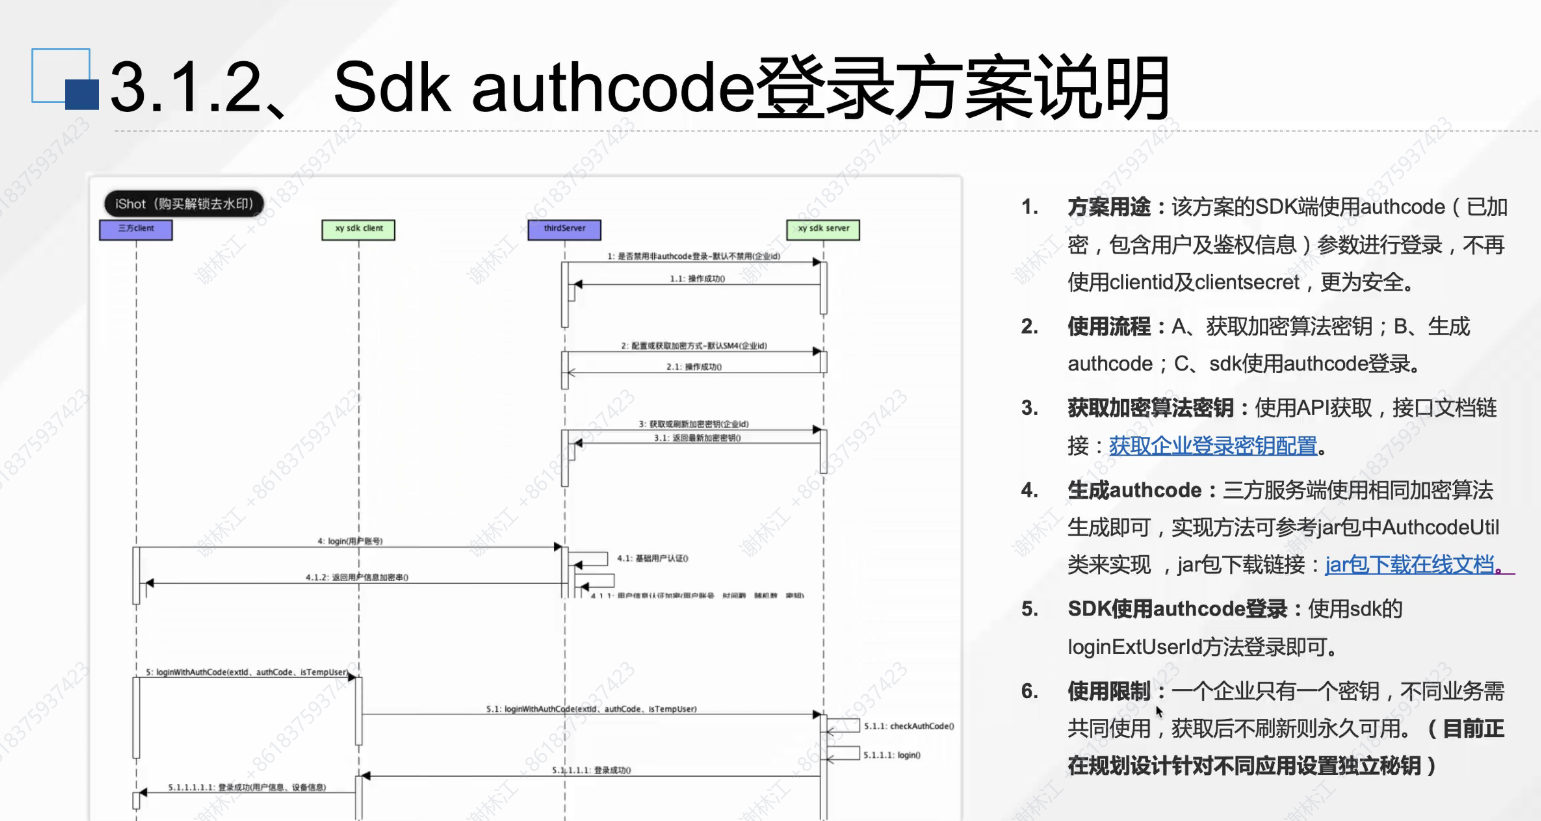 3.1.2、Sdk authcode登录方案说明
iShot（购买解锁去水印）
三方client
xy sdk client
thirdServer
xy sdk server
1: 是否禁用非authcode登录-默认不禁用(企业id)
1.1: 操作成功()
2: 配置或获取加密方式-默认SM4(企业id)
2.1: 操作成功()
3: 获取或刷新加密密钥(企业id)
3.1: 返回最新加密密钥()
4: login(用户账号)
4.1: 基础用户认证()
4.1.2: 返回用户信息加密串()
4.1.1: 用户信息认证加密(用户账号、时间戳、随机数、密钥)
5: loginWithAuthCode(extId、authCode、isTempUser)
5.1: loginWithAuthCode(extId、authCode、isTempUser)
5.1.1: checkAuthCode()
5.1.1.1: login()
5.1.1.1.1: 登录成功()
5.1.1.1.1.1: 登录成功(用户信息、设备信息)
1. 方案用途：该方案的SDK端使用authcode（已加
密，包含用户及鉴权信息）参数进行登录，不再
使用clientid及clientsecret，更为安全。
2. 使用流程：A、获取加密算法密钥；B、生成
authcode；C、sdk使用authcode登录。
3. 获取加密算法密钥：使用API获取，接口文档链
接：获取企业登录密钥配置。
4. 生成authcode：三方服务端使用相同加密算法
生成即可，实现方法可参考jar包中AuthcodeUtil
类来实现 ，jar包下载链接：jar包下载在线文档。
5. SDK使用authcode登录：使用sdk的
loginExtUserId方法登录即可。
6. 使用限制：一个企业只有一个密钥，不同业务需
共同使用，获取后不刷新则永久可用。（目前正
在规划设计针对不同应用设置独立秘钥）
谢林江 +8618375937423